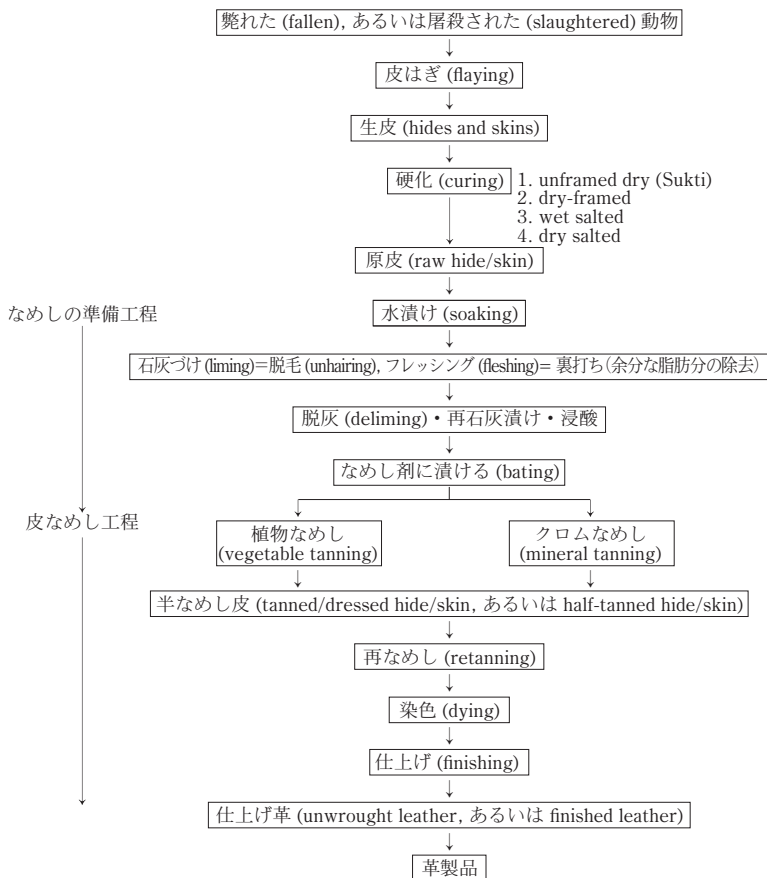 斃れた (fallen), あるいは屠殺された (slaughtered) 動物
皮はぎ (flaying)
生皮 (hides and skins)
硬化 (curing)
1. unframed dry (Sukti)
2. dry-framed
3. wet salted
4. dry salted
原皮 (raw hide/skin)
なめしの準備工程
水漬け (soaking)
石灰づけ (liming)＝脱毛 (unhairing), フレッシング (fleshing)= 裏打ち（余分な脂肪分の除去）
脱灰 (deliming)・再石灰漬け・浸酸
なめし剤に漬ける (bating)
皮なめし工程
植物なめし
(vegetable tanning)
クロムなめし
(mineral tanning)
半なめし皮 (tanned/dressed hide/skin, あるいは half-tanned hide/skin)
再なめし (retanning)
染色 (dying)
仕上げ (finishing)
仕上げ革 (unwrought leather, あるいは finished leather)
革製品